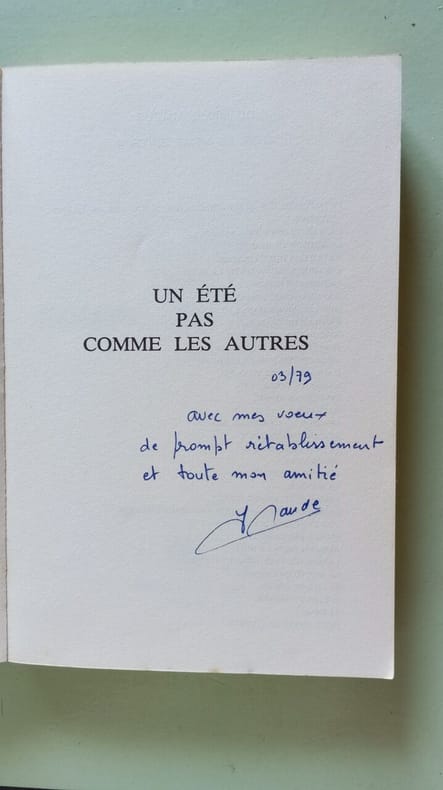 UN ÉTÉ
PAS
COMME LES AUTRES
03/79
avec mes voeux
de prompt rétablissement
et toute mon amitié